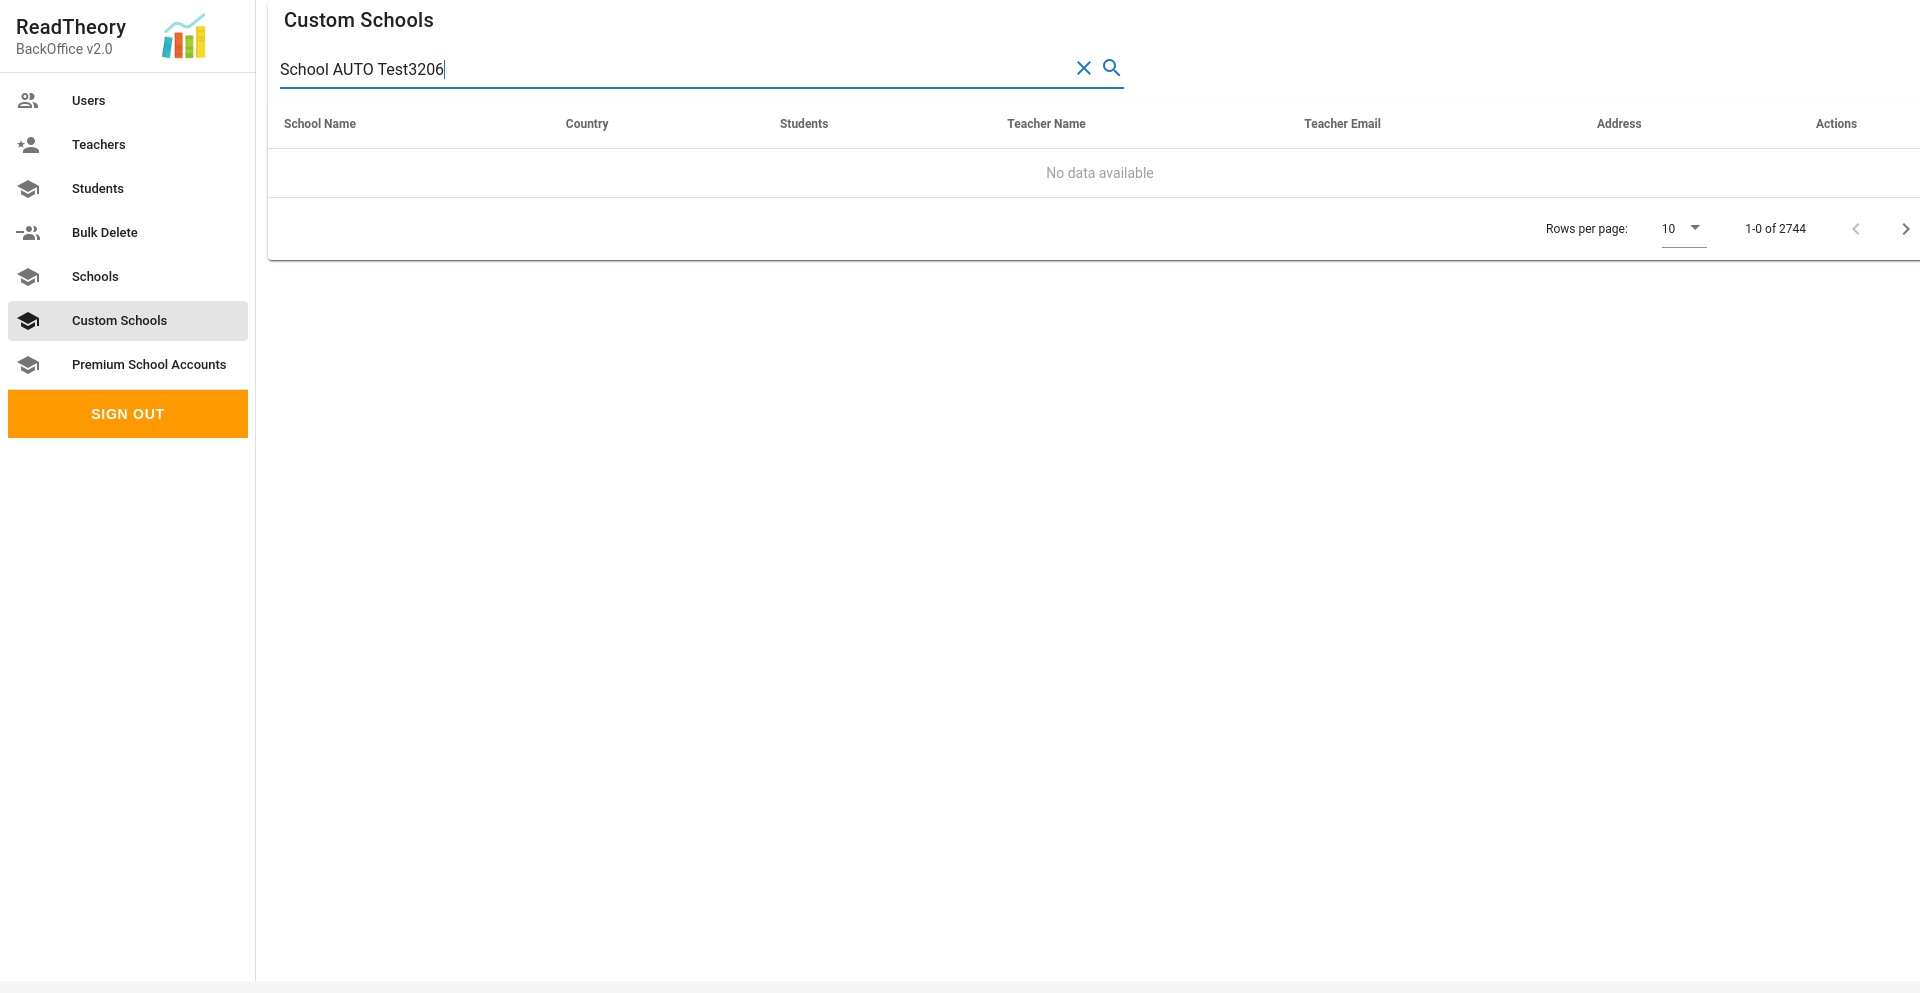 ReadTheory
BackOffice v2.0
Users
Teachers
Students
Bulk Delete
Schools
Custom Schools
Premium School Accounts
SIGN OUT
Custom Schools
School AUTO Test3206
School Name Country Students Teacher Name Teacher Email Address Actions
No data available
Rows per page: 10 1-0 of 2744